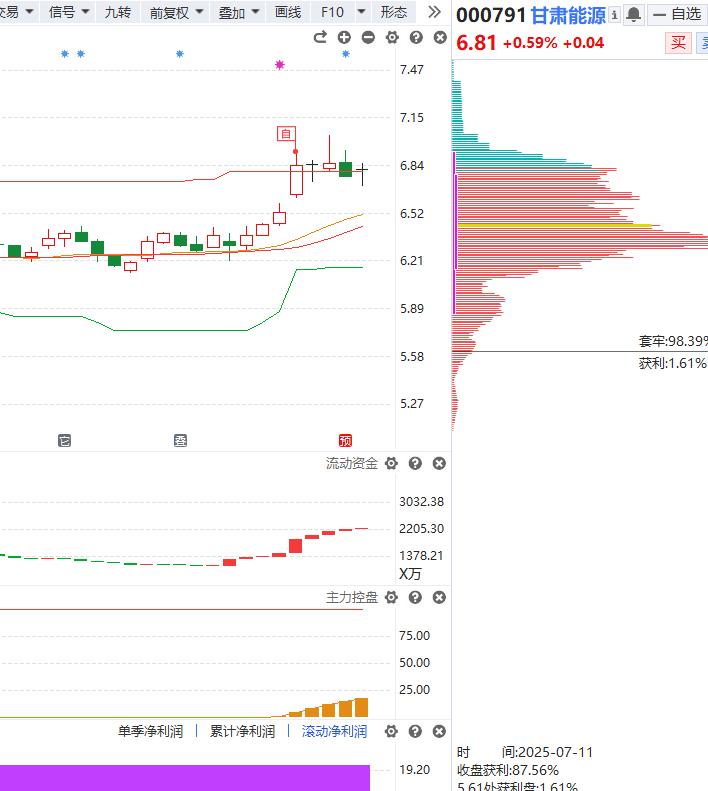 交易 信号 九转 前复权 叠加 画线 F10 形态
000791 甘肃能源 自选
6.81 +0.59% +0.04 买
7.47
7.15
自
6.84
6.52
6.21
5.89
套牢:98.39%
5.58
获利:1.61%
5.27
预
流动资金
3032.38
2205.30
1378.21
X万
主力控盘
75.00
50.00
25.00
单季净利润 累计净利润 滚动净利润
时 间:2025-07-11
19.20
收盘获利:87.56%
5.61处获利盘:1.61%